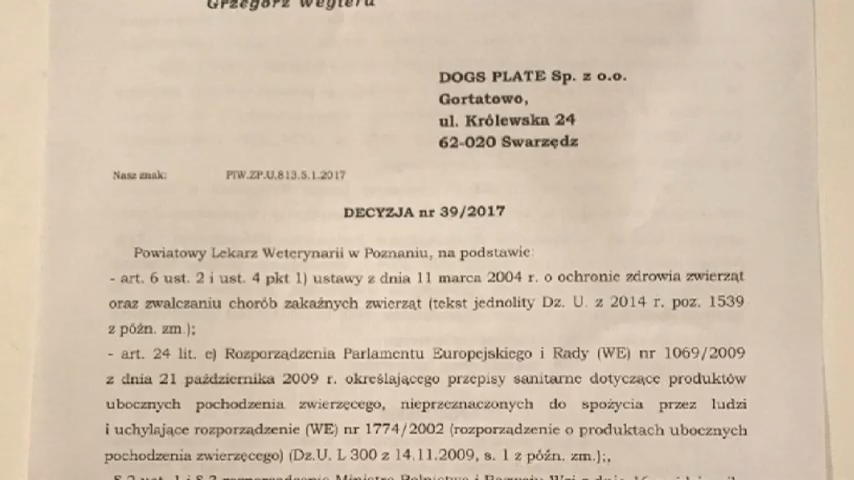 Grzegorz Wegiera
DOGS PLATE Sp. z o.o.
Gortatowo,
ul. Królewska 24
62-020 Swarzędz
Nasz znak: PIW.ZP.U.813.5.1.2017
DECYZJA nr 39/2017
Powiatowy Lekarz Weterynarii w Poznaniu, na podstawie:
- art. 6 ust. 2 i ust. 4 pkt 1) ustawy z dnia 11 marca 2004 r. o ochronie zdrowia zwierząt
oraz zwalczaniu chorób zakaźnych zwierząt (tekst jednolity Dz. U. z 2014 r. poz. 1539
z późn. zm.);
- art. 24 lit. e) Rozporządzenia Parlamentu Europejskiego i Rady (WE) nr 1069/2009
z dnia 21 października 2009 r. określającego przepisy sanitarne dotyczące produktów
ubocznych pochodzenia zwierzęcego, nieprzeznaczonych do spożycia przez ludzi
i uchylające rozporządzenie (WE) nr 1774/2002 (rozporządzenie o produktach ubocznych
pochodzenia zwierzęcego) (Dz.U. L 300 z 14.11.2009, s. 1 z późn. zm.);,